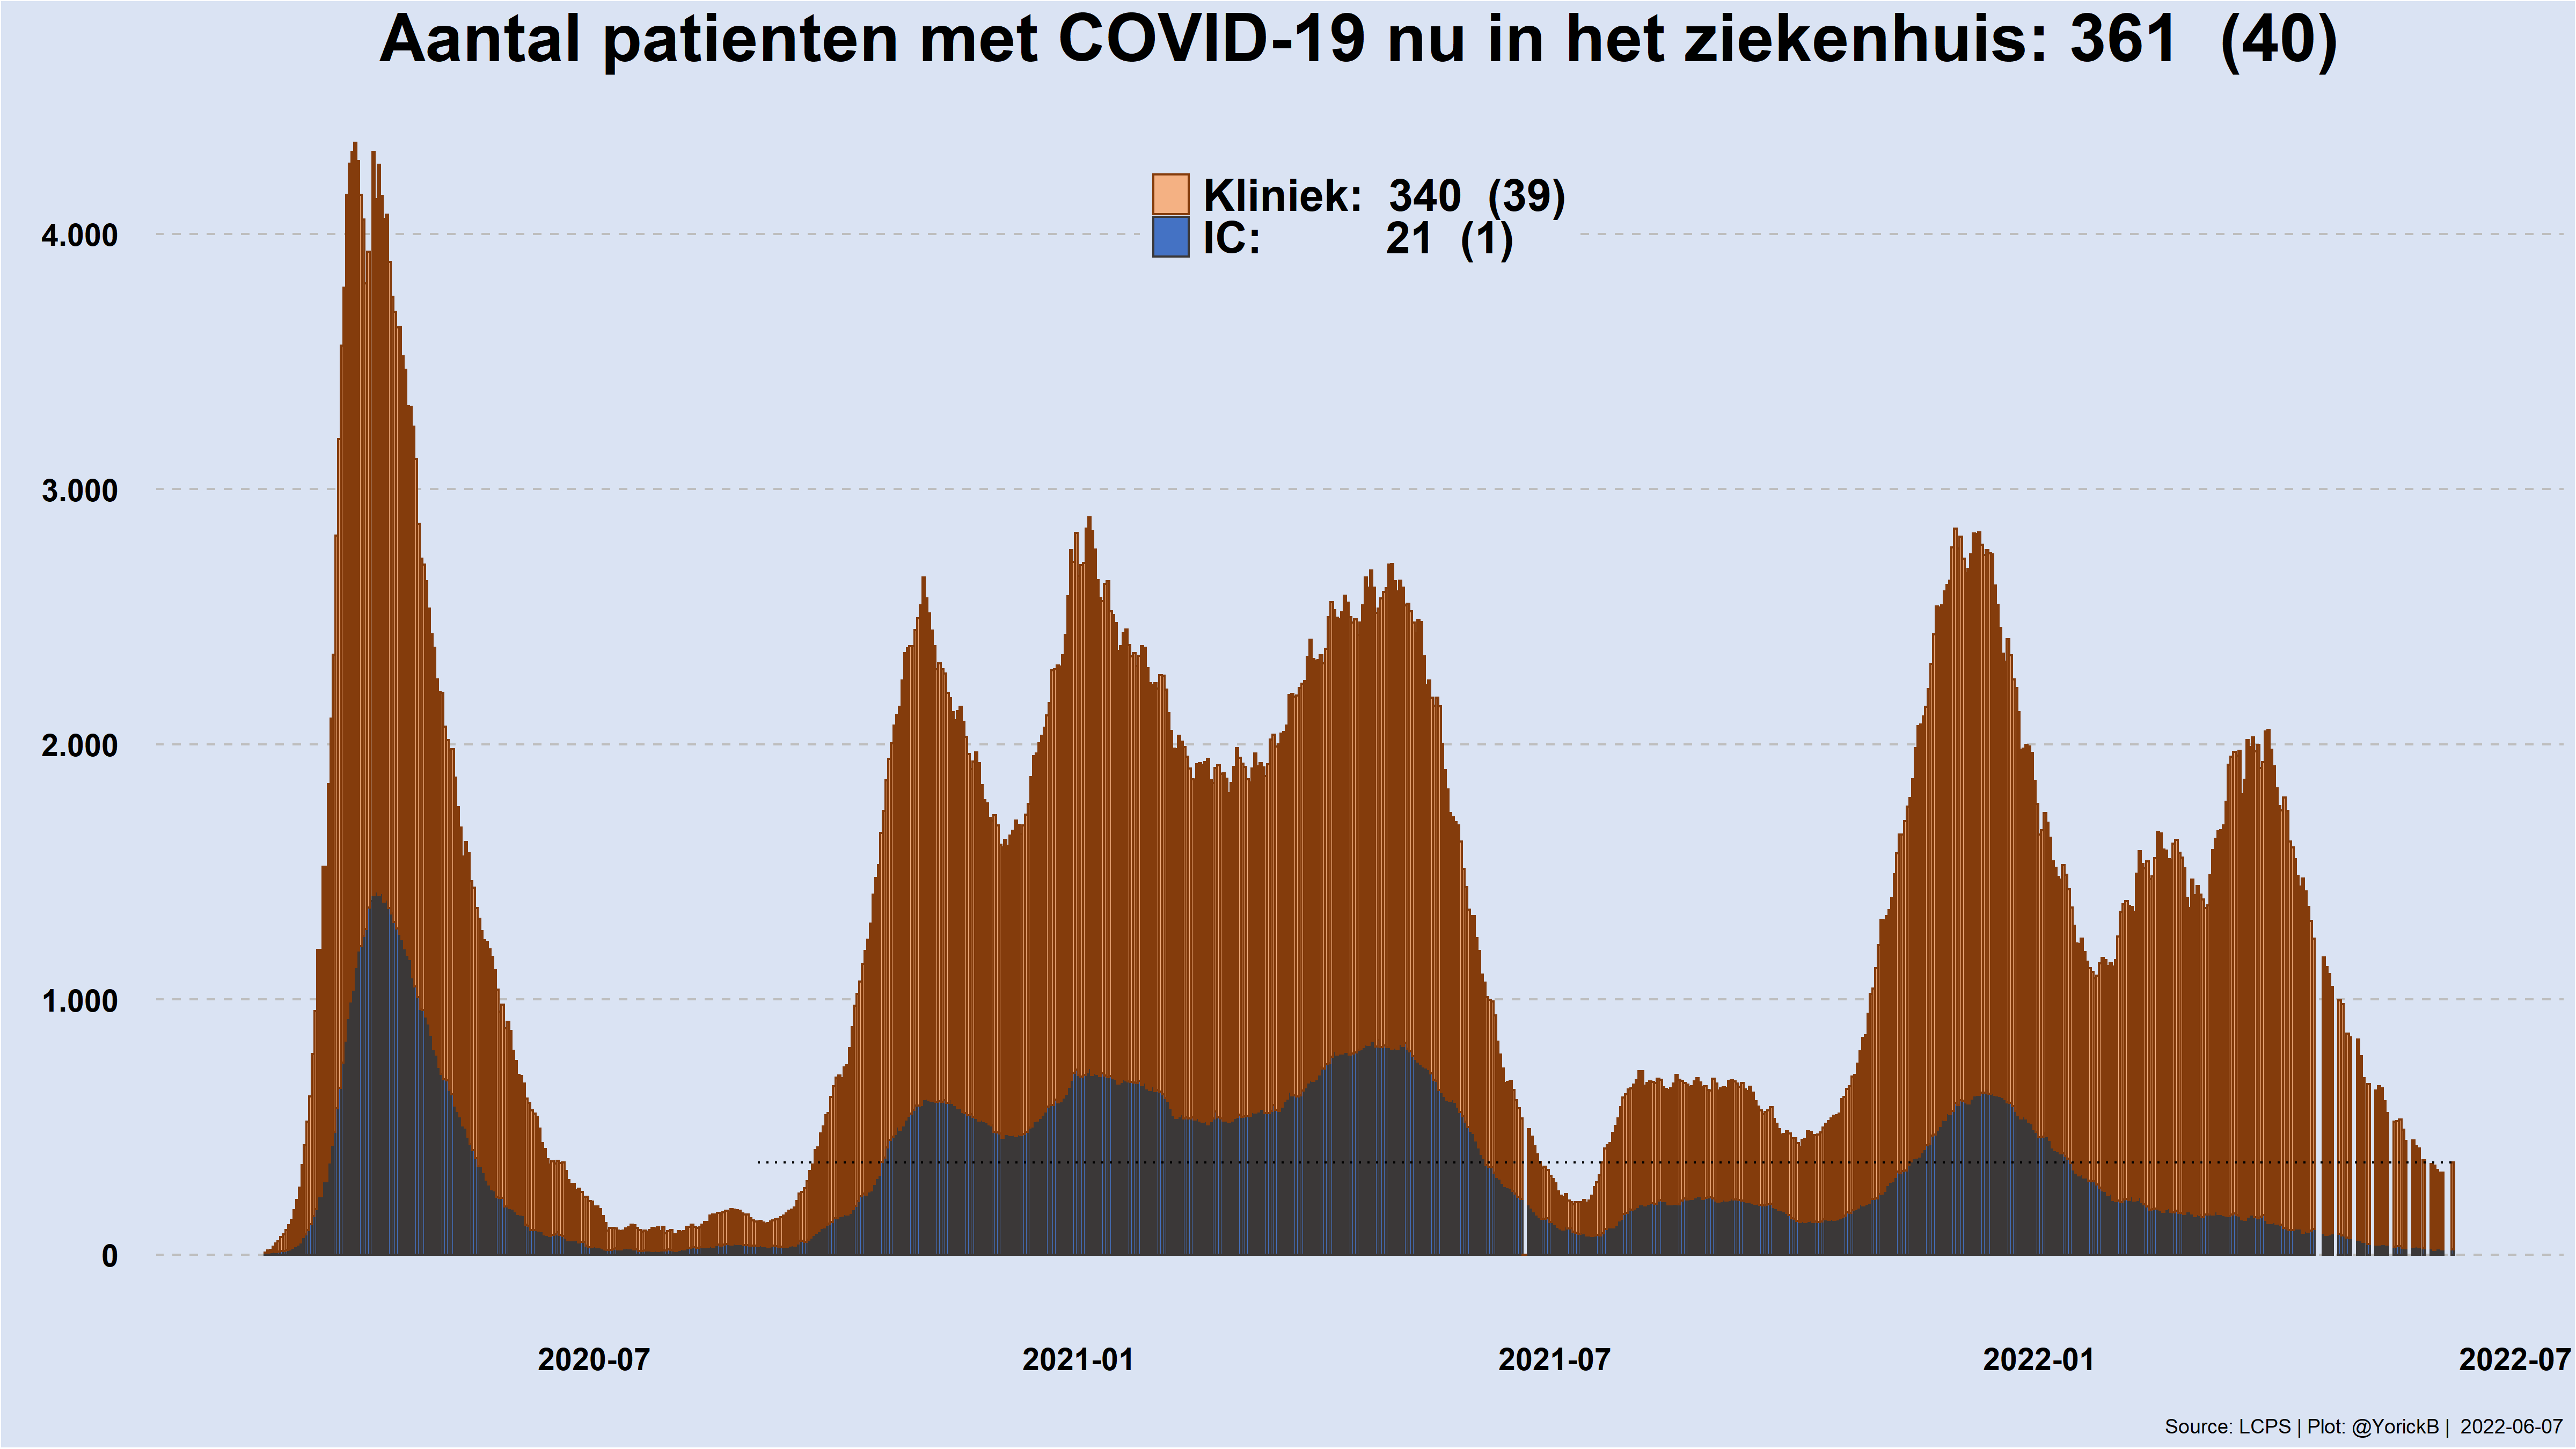 Aantal patienten met COVID-19 nu in het ziekenhuis: 361 (40)
Kliniek: 340 (39)
IC: 21 (1)
4.000
3.000
2.000
1.000
0
2020-07 2021-01 2021-07 2022-01 2022-07
Source: LCPS | Plot: @YorickB | 2022-06-07